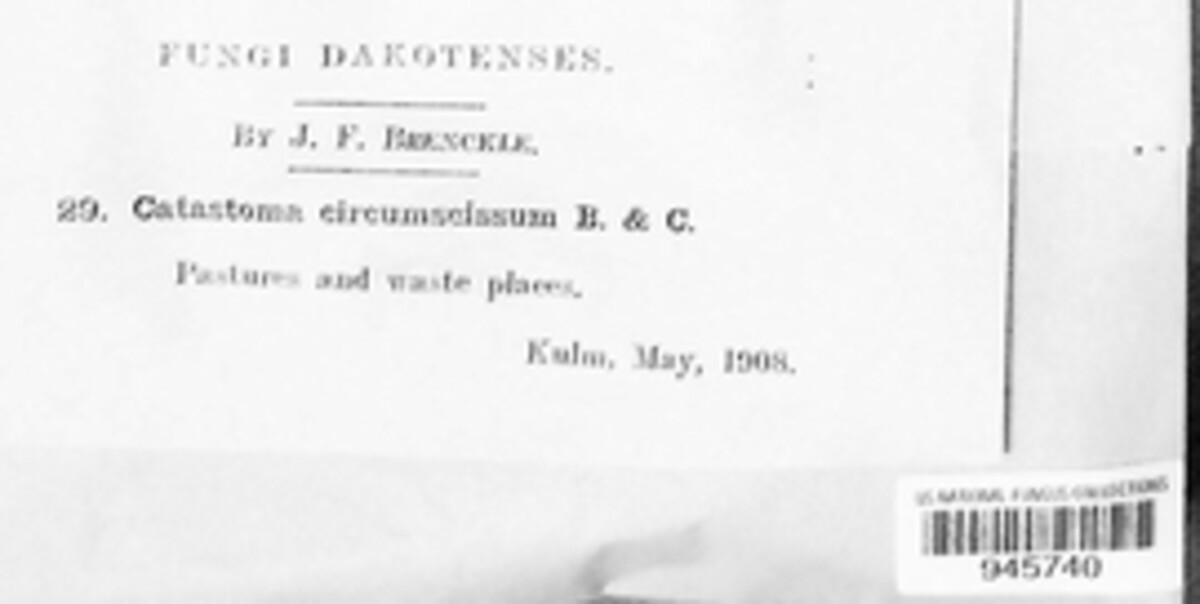 FUNGI DAKOTENSES.
BY J. F. BRENCKLE.
29. Catastoma circumscissum B. & C.
Pastures and waste places.
Kulm, May, 1908.
US NATIONAL FUNGUS COLLECTIONS
945740